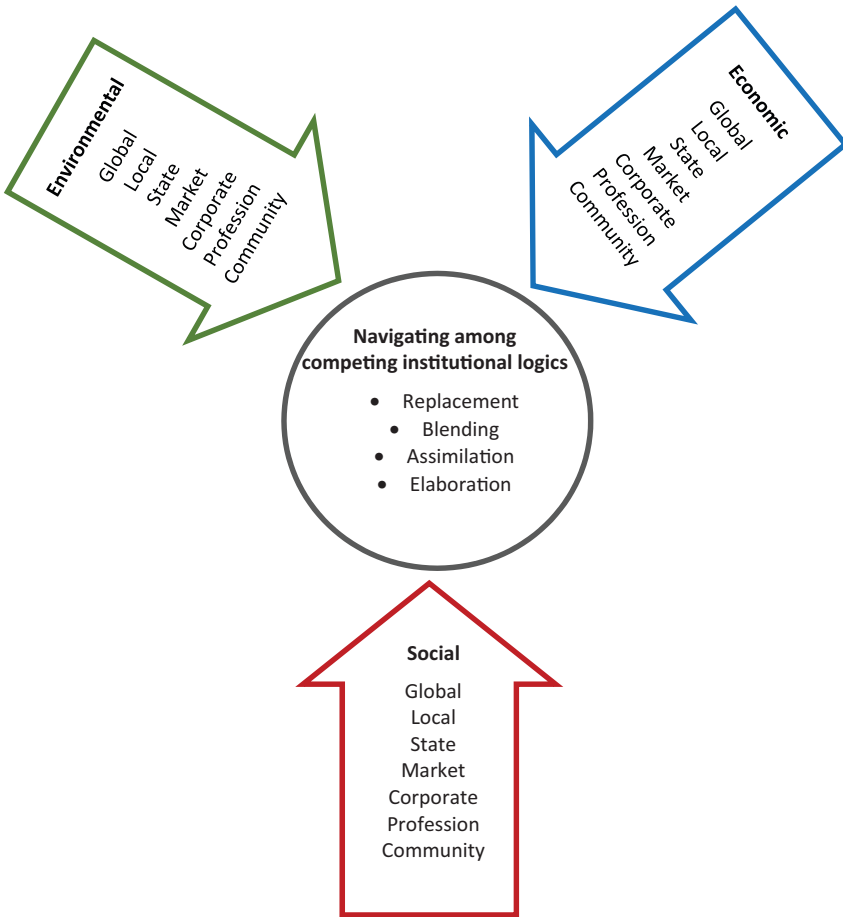 Environmental
Global
Local
State
Market
Corporate
Profession
Community
Economic
Global
Local
State
Market
Corporate
Profession
Community
Navigating among
competing institutional logics
• Replacement
• Blending
• Assimilation
• Elaboration
Social
Global
Local
State
Market
Corporate
Profession
Community